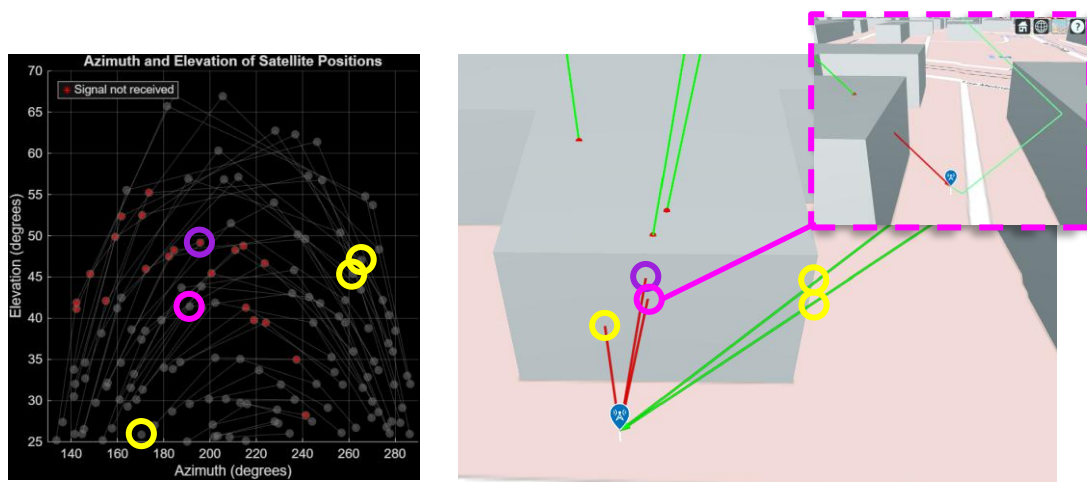 Azimuth and Elevation of Satellite Positions
Signal not received
70
65
60
55
50
45
40
35
30
25
Elevation (degrees)
140 160 180 200 220 240 260 280
Azimuth (degrees)
?